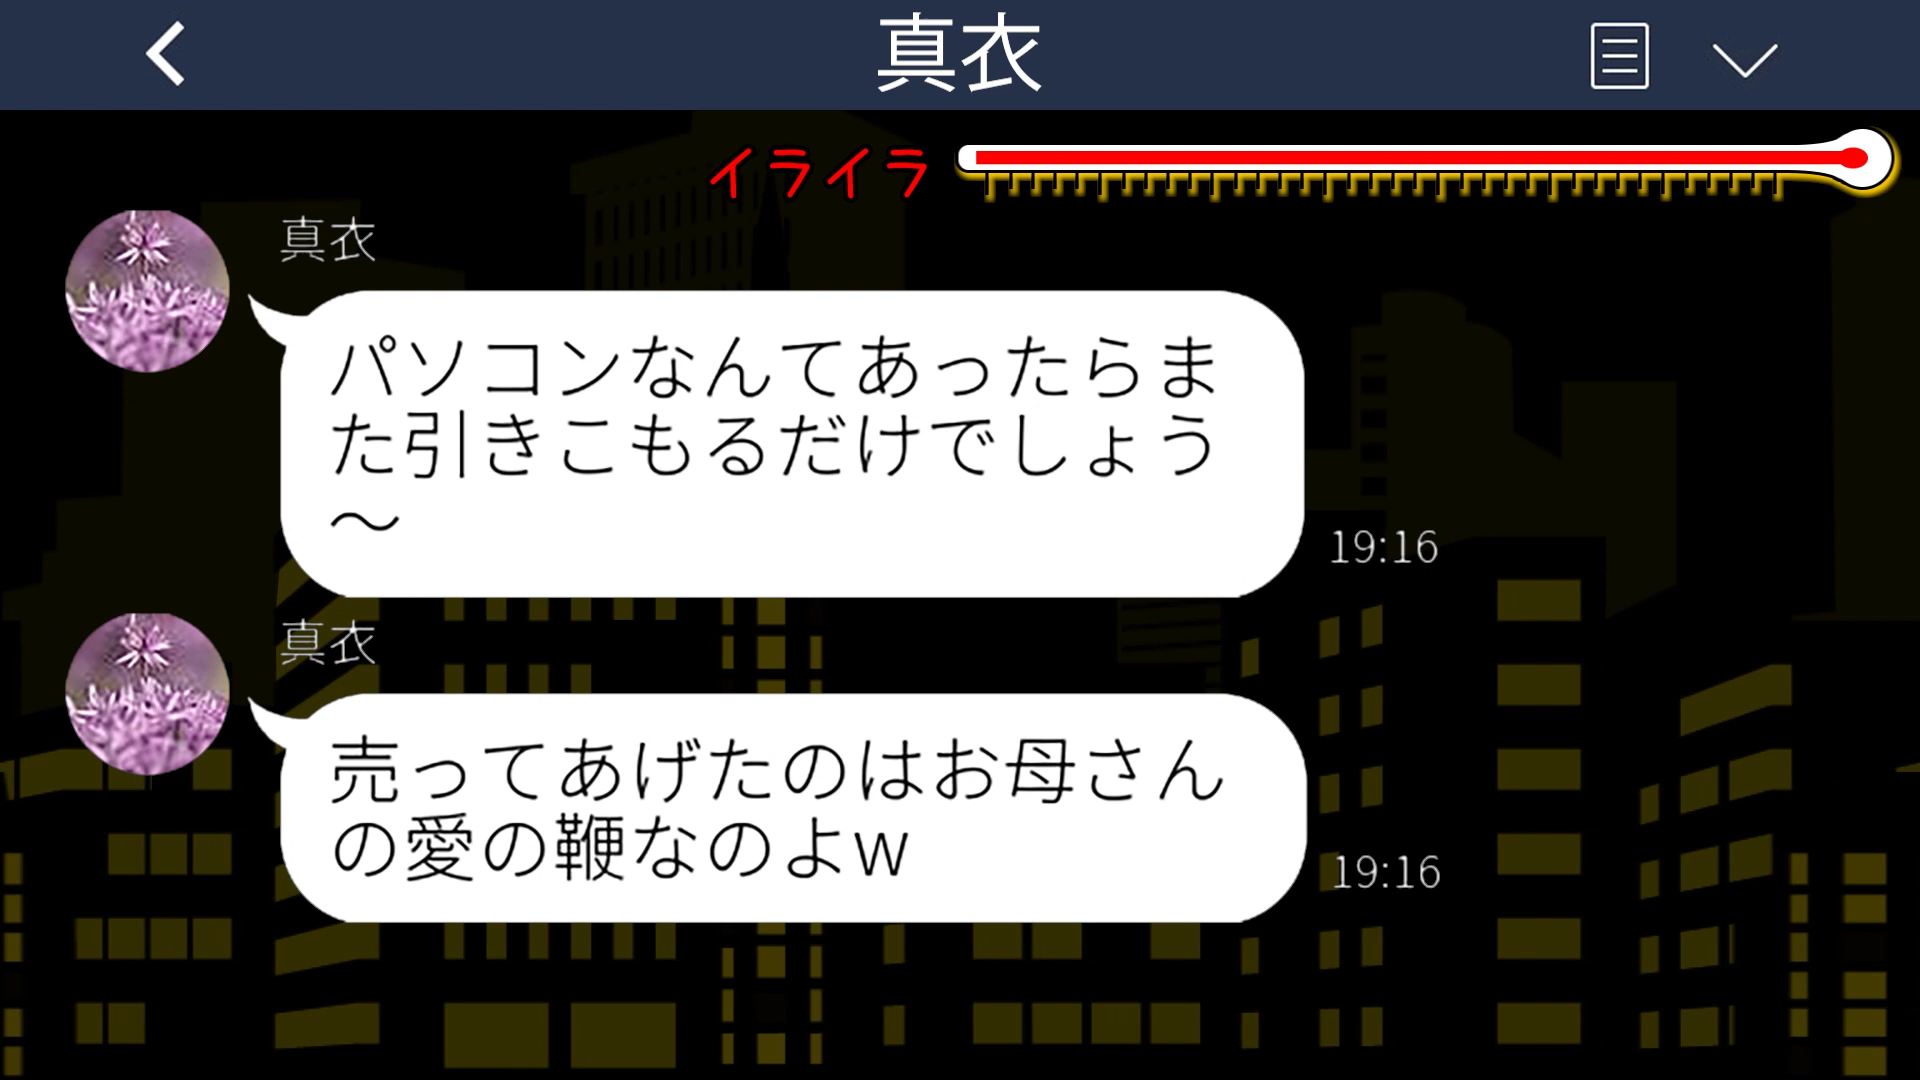 真衣
イライラ
真衣
パソコンなんてあったらま
た引きこもるだけでしょう
～
19:16
真衣
売ってあげたのはお母さん
の愛の鞭なのよw
19:16